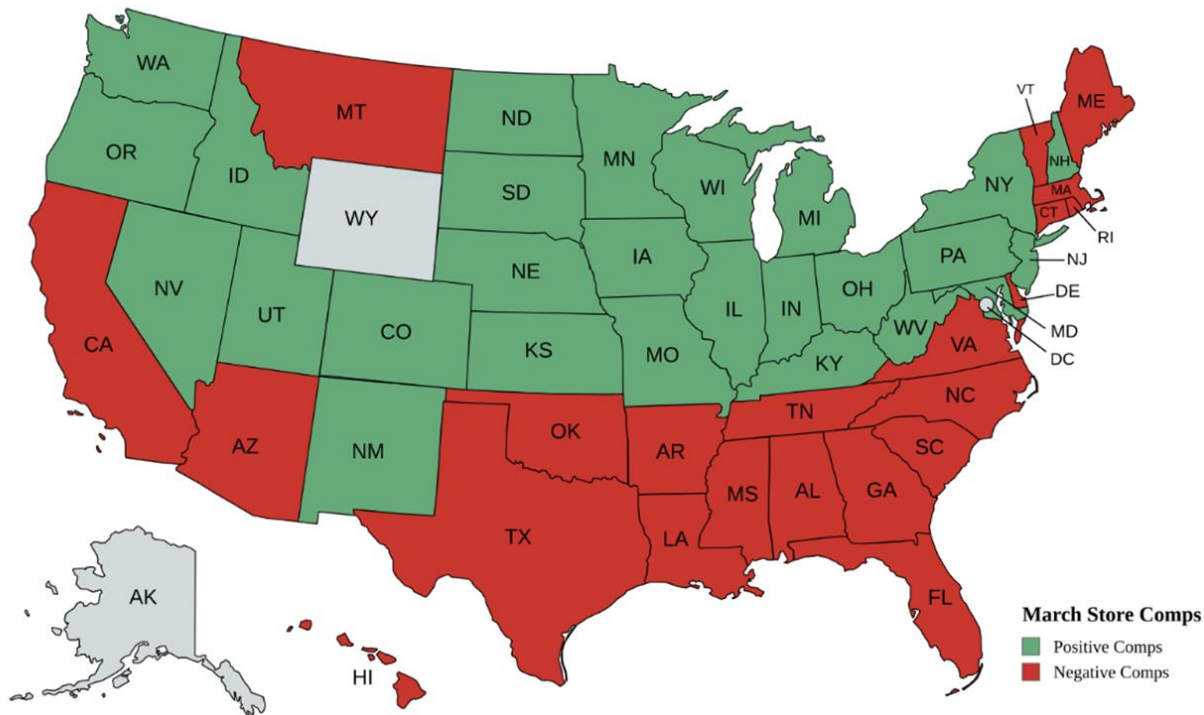 WA
OR
CA
NV
ID
MT
WY
UT
AZ
CO
NM
ND
SD
NE
KS
OK
TX
MN
IA
MO
AR
LA
WI
IL
MI
IN
OH
KY
TN
MS
AL
GA
FL
SC
NC
VA
WV
PA
NY
VT
NH
ME
MA
CT
RI
NJ
DE
MD
DC
AK
HI
March Store Comps
Positive Comps
Negative Comps